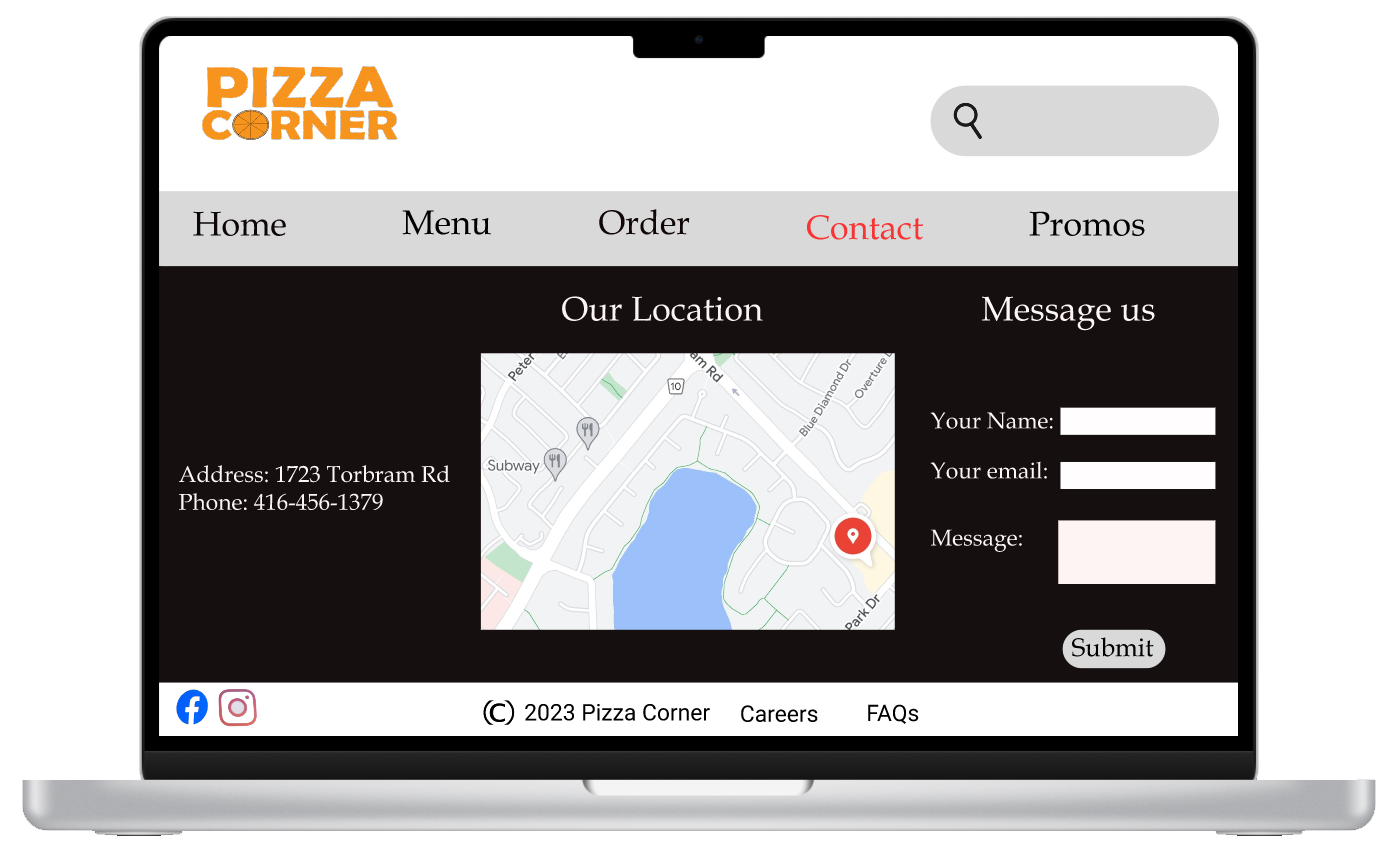 PIZZA
CORNER
Home Menu Order Contact Promos
Our Location
Message us
Address: 1723 Torbram Rd
Phone: 416-456-1379
Peter
10
am Rd
Blue Diamond Dr
Overture
Subway
Park Dr
Your Name:
Your email:
Message:
Submit
© 2023 Pizza Corner Careers FAQs